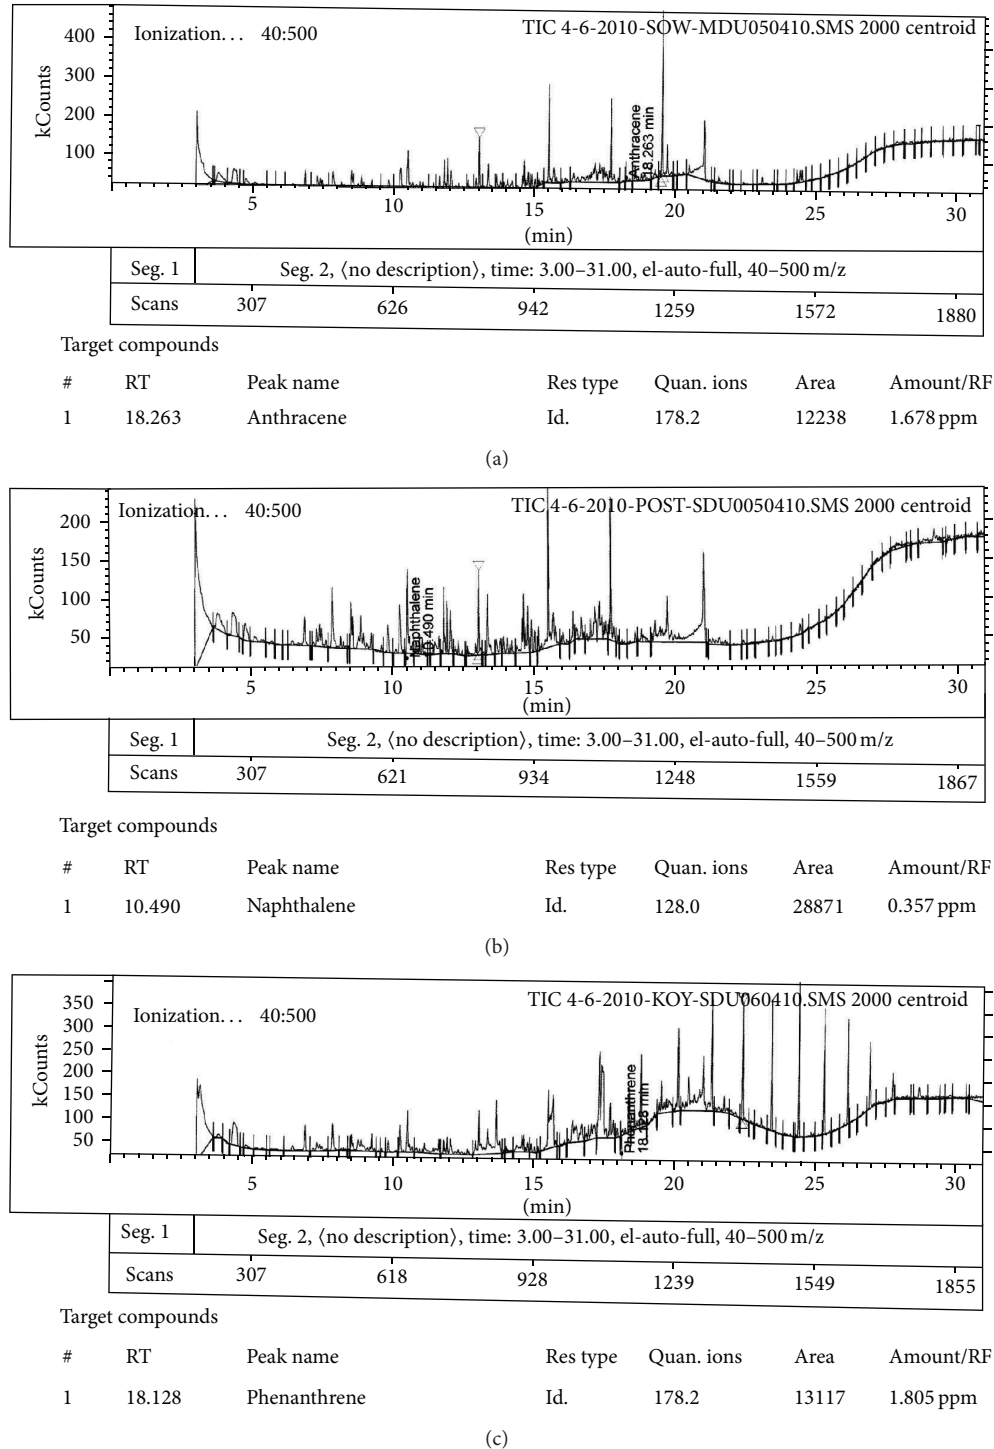 TIC 4-6-2010-SOW-MDU050410.SMS 2000 centroid
Ionization... 40:500
400
300
200
100
kCounts
Anthracene
18.263 min
5 10 15 20 25 30
(min)
Seg. 1 Seg. 2, ⟨no description⟩, time: 3.00–31.00, el-auto-full, 40–500 m/z
Scans 307 626 942 1259 1572 1880
Target compounds
# RT Peak name Res type Quan. ions Area Amount/RF
1 18.263 Anthracene Id. 178.2 12238 1.678 ppm
(a)
TIC 4-6-2010-POST-SDU0050410.SMS 2000 centroid
Ionization... 40:500
200
150
100
50
kCounts
Naphthalene
10.490 min
5 10 15 20 25 30
(min)
Seg. 1 Seg. 2, ⟨no description⟩, time: 3.00–31.00, el-auto-full, 40–500 m/z
Scans 307 621 934 1248 1559 1867
Target compounds
# RT Peak name Res type Quan. ions Area Amount/RF
1 10.490 Naphthalene Id. 128.0 28871 0.357 ppm
(b)
TIC 4-6-2010-KOY-SDU060410.SMS 2000 centroid
Ionization... 40:500
350
300
250
200
150
100
50
kCounts
Phenanthrene
18.128 min
5 10 15 20 25 30
(min)
Seg. 1 Seg. 2, ⟨no description⟩, time: 3.00–31.00, el-auto-full, 40–500 m/z
Scans 307 618 928 1239 1549 1855
Target compounds
# RT Peak name Res type Quan. ions Area Amount/RF
1 18.128 Phenanthrene Id. 178.2 13117 1.805 ppm
(c)